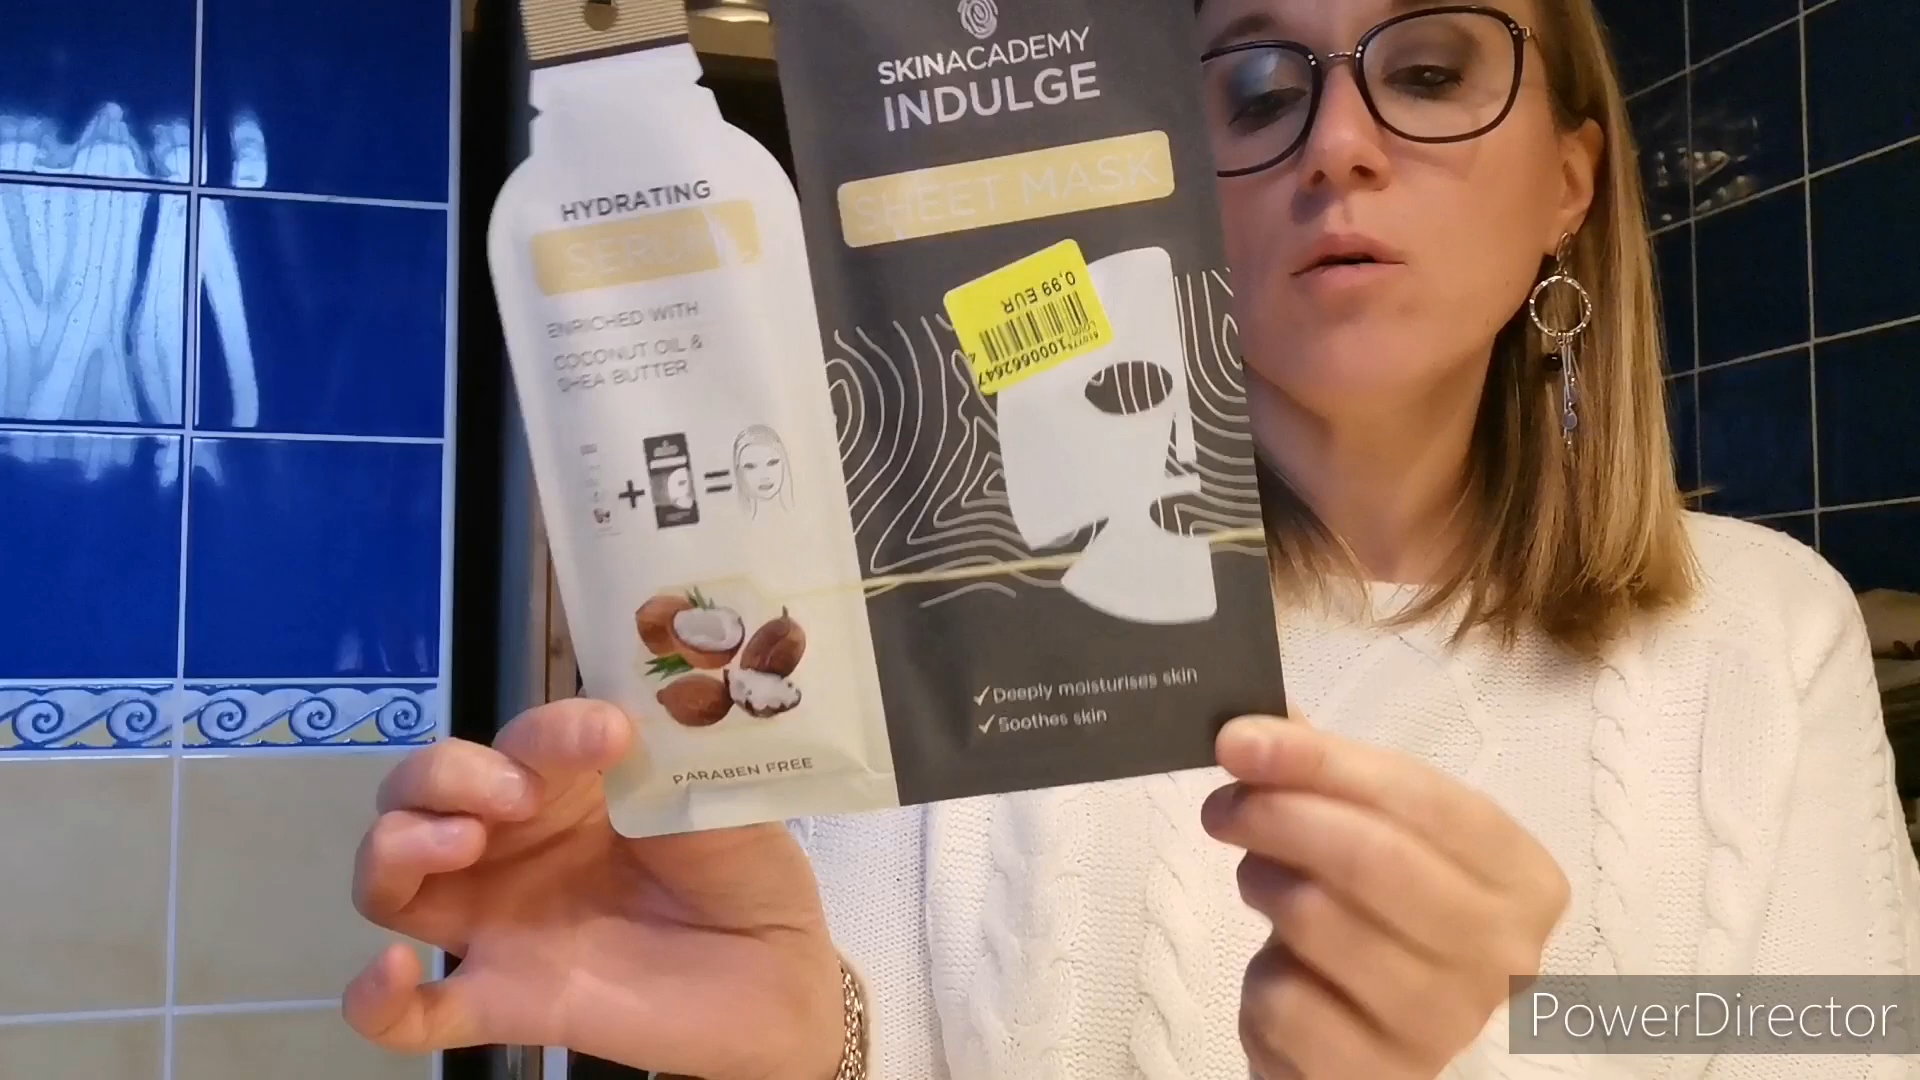 HYDRATING
SERUM
ENRICHED WITH
COCONUT OIL &
SHEA BUTTER
+
=
PARABEN FREE
SKINACADEMY
INDULGE
SHEET MASK
0,99 EUR
1000662647
✓ Deeply moisturises skin
✓ Soothes skin
PowerDirector